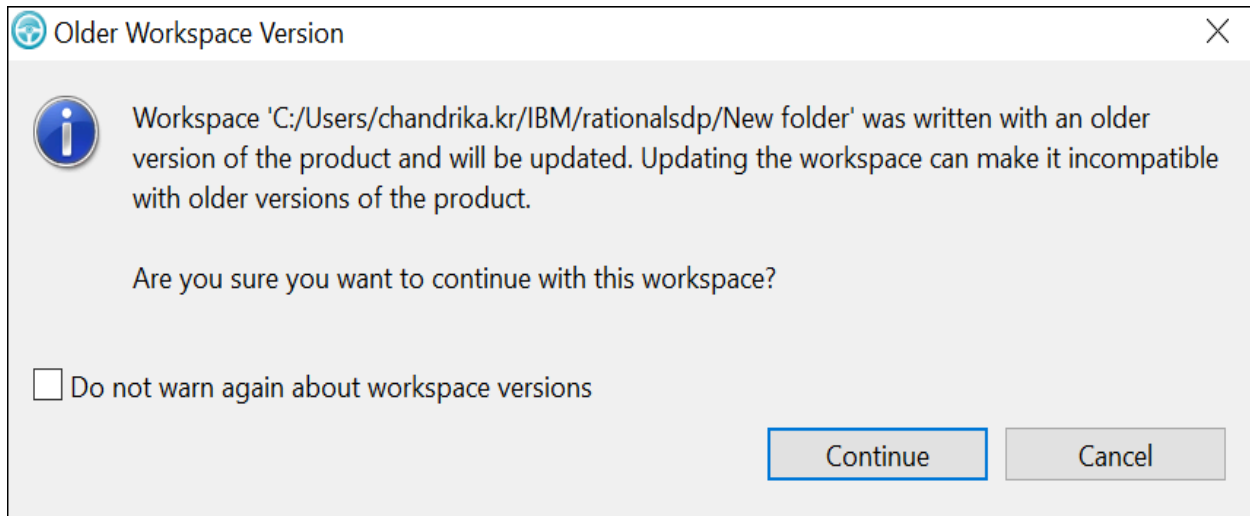 Older Workspace Version
Workspace 'C:/Users/chandrika.kr/IBM/rationalsdp/New folder' was written with an older
version of the product and will be updated. Updating the workspace can make it incompatible
with older versions of the product.
Are you sure you want to continue with this workspace?
Do not warn again about workspace versions
Continue
Cancel